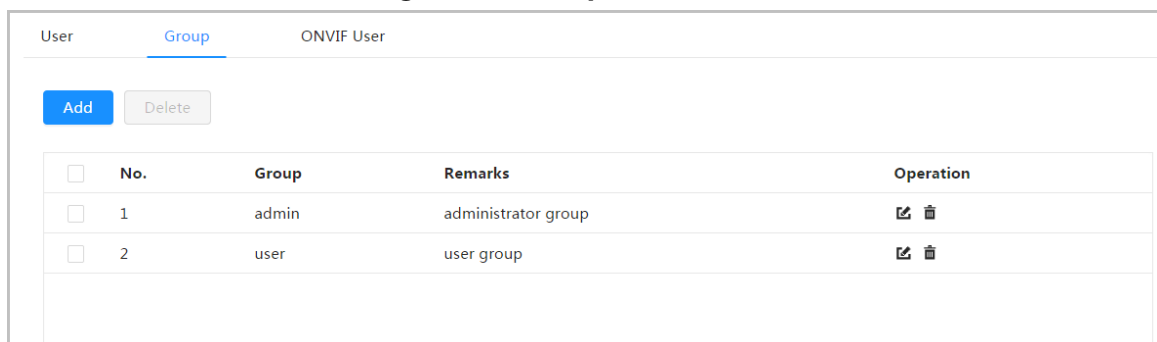 User Group ONVIF User
Add Delete
No. Group Remarks Operation
1 admin administrator group
2 user user group